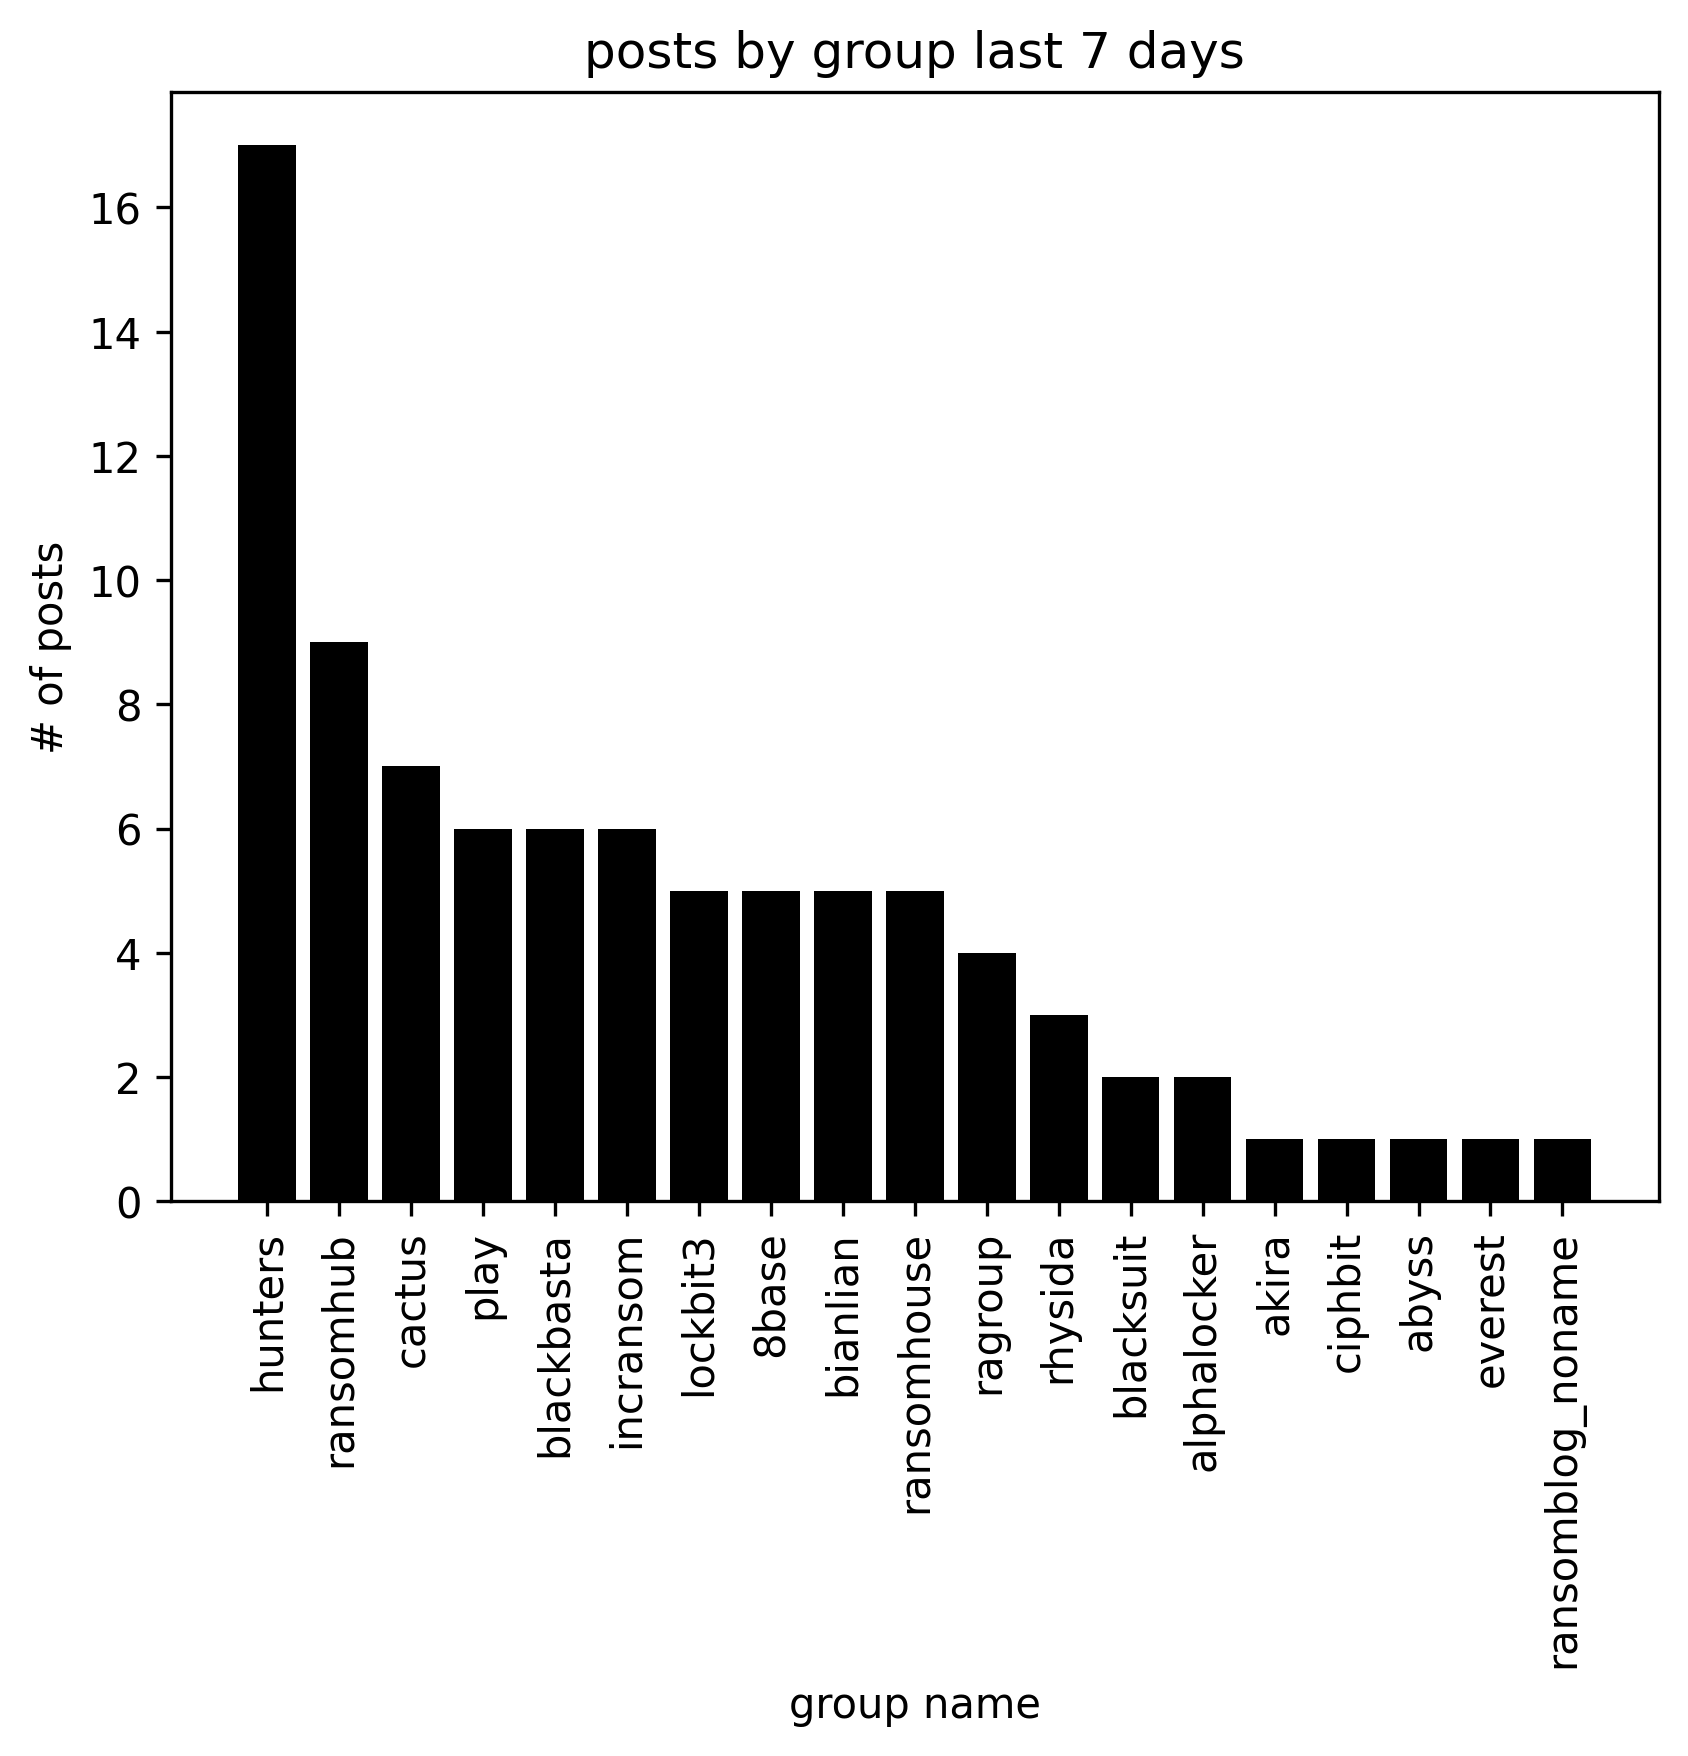 posts by group last 7 days
# of posts
16
14
12
10
8
6
4
2
0
hunters
ransomhub
cactus
play
blackbasta
incransom
lockbit3
8base
bianlian
ransomhouse
ragroup
rhysida
blacksuit
alphalocker
akira
ciphbit
abyss
everest
ransomblog_noname
group name